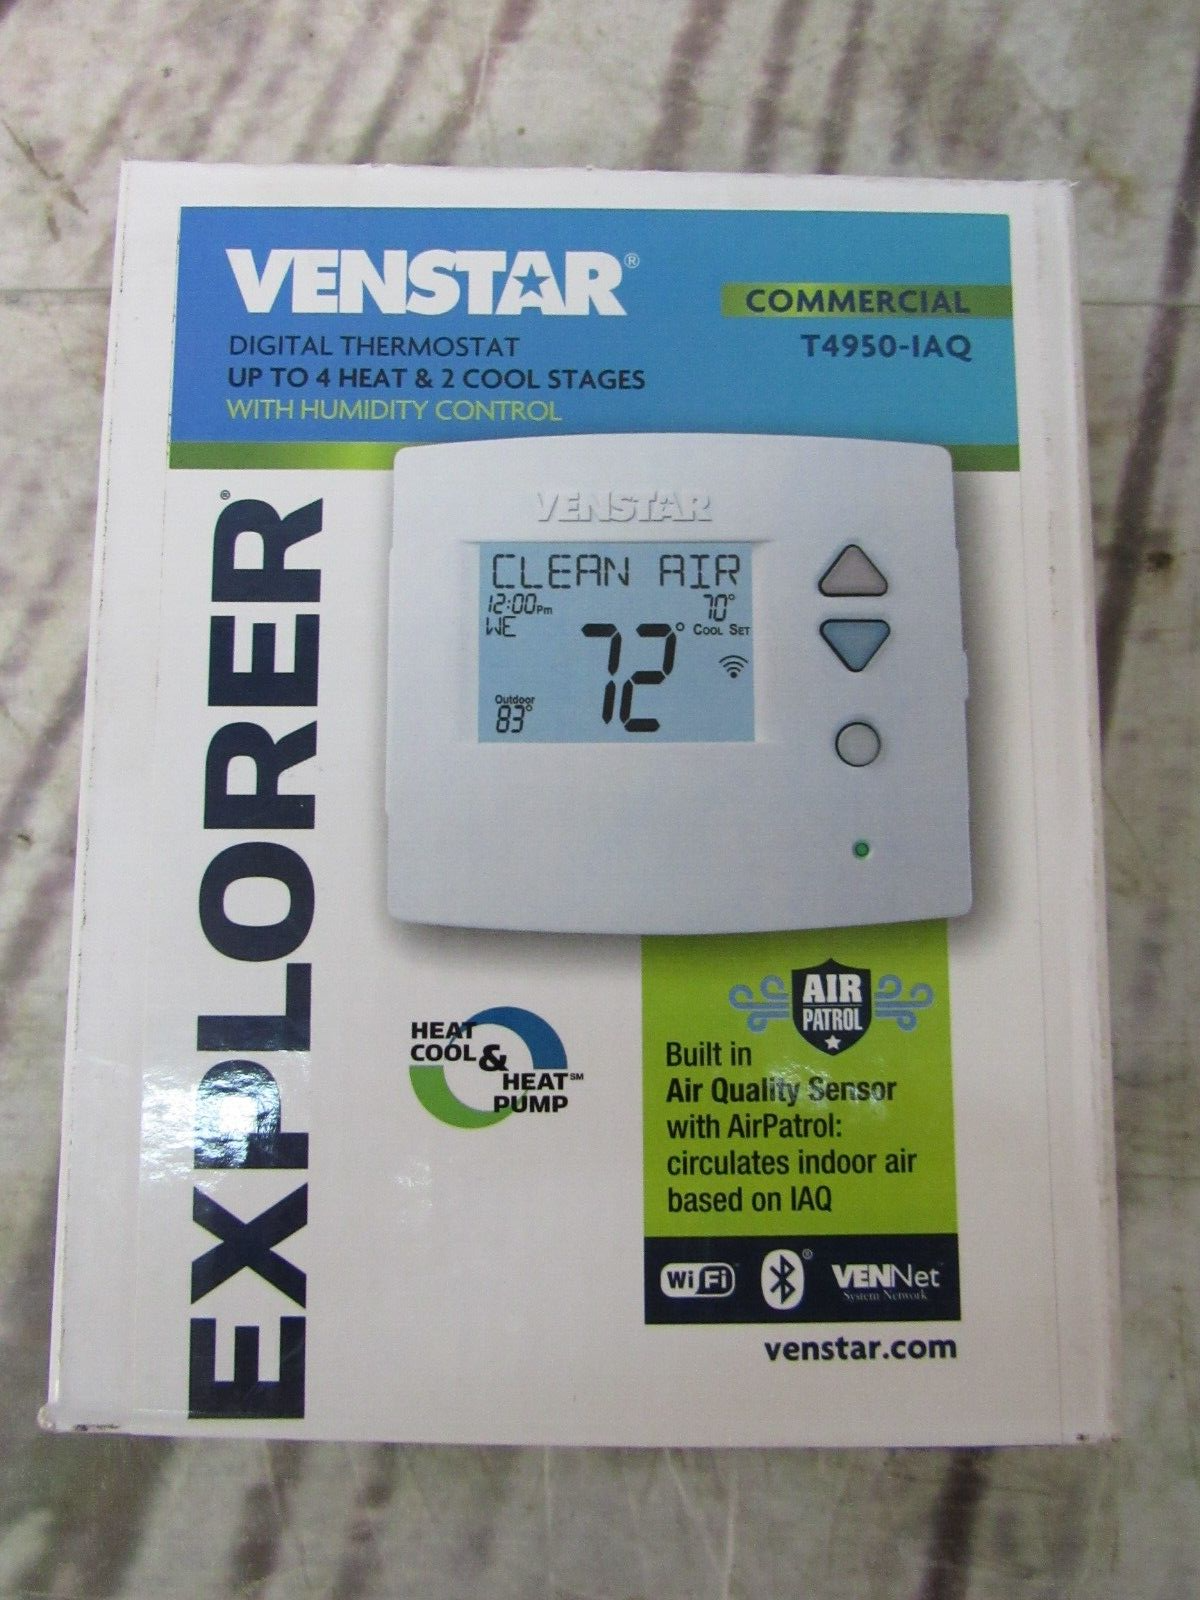 VENSTAR®
COMMERCIAL
T4950-IAQ
DIGITAL THERMOSTAT
UP TO 4 HEAT & 2 COOL STAGES
WITH HUMIDITY CONTROL
EXPLORER®
VENSTAR
CLEAN AIR
12:00Pm
70°
WE
COOL SET
72°
Outdoor
83°
HEAT
COOL &
HEAT℠
PUMP
AIR
PATROL
Built in
Air Quality Sensor
with AirPatrol:
circulates indoor air
based on IAQ
WiFi
®
VENNet™
System Network
venstar.com